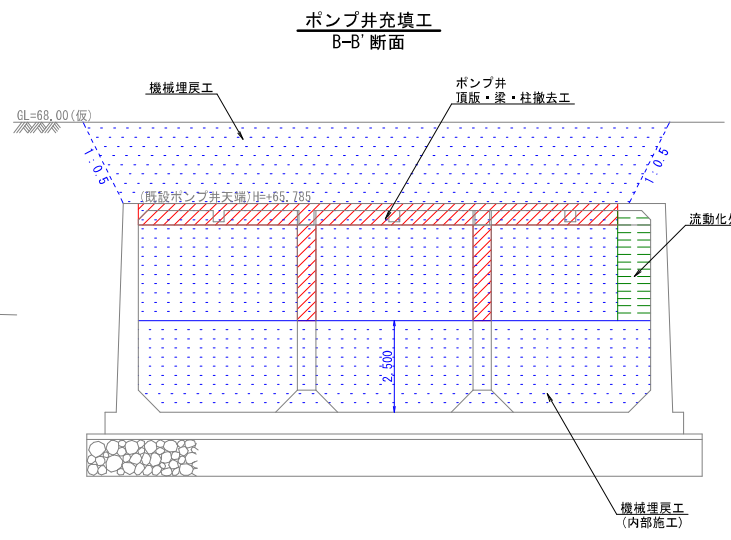 ポンプ井充填工
B-B'断面
機械埋戻工
ポンプ井
頂版・梁・柱撤去工
GL=68.00(仮)
1:0.5
1:0.5
(既設ポンプ井天端)H=+65.785
流動化
2,500
機械埋戻工
(内部施工)